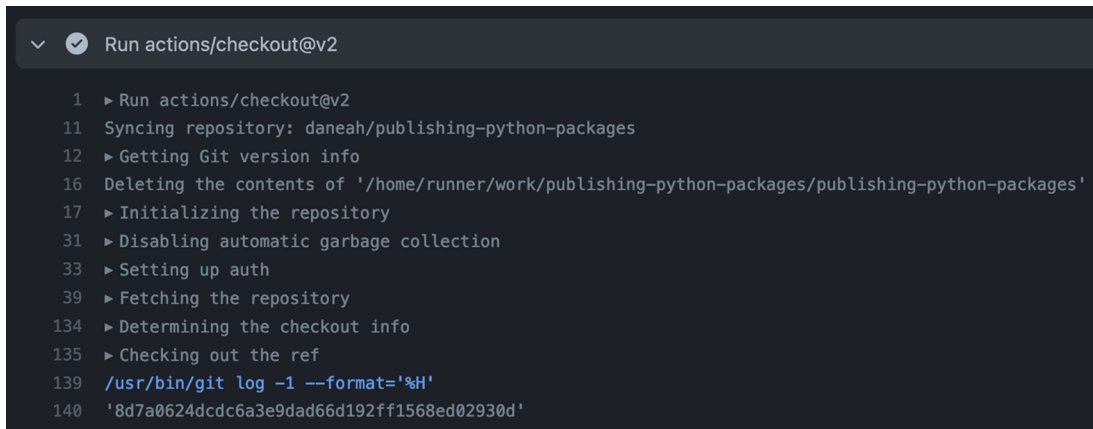 Run actions/checkout@v2
1 ▸ Run actions/checkout@v2
11 Syncing repository: daneah/publishing-python-packages
12 ▸ Getting Git version info
16 Deleting the contents of '/home/runner/work/publishing-python-packages/publishing-python-packages'
17 ▸ Initializing the repository
31 ▸ Disabling automatic garbage collection
33 ▸ Setting up auth
39 ▸ Fetching the repository
134 ▸ Determining the checkout info
135 ▸ Checking out the ref
139 /usr/bin/git log -1 --format='%H'
140 '8d7a0624dcdc6a3e9dad66d192ff1568ed02930d'